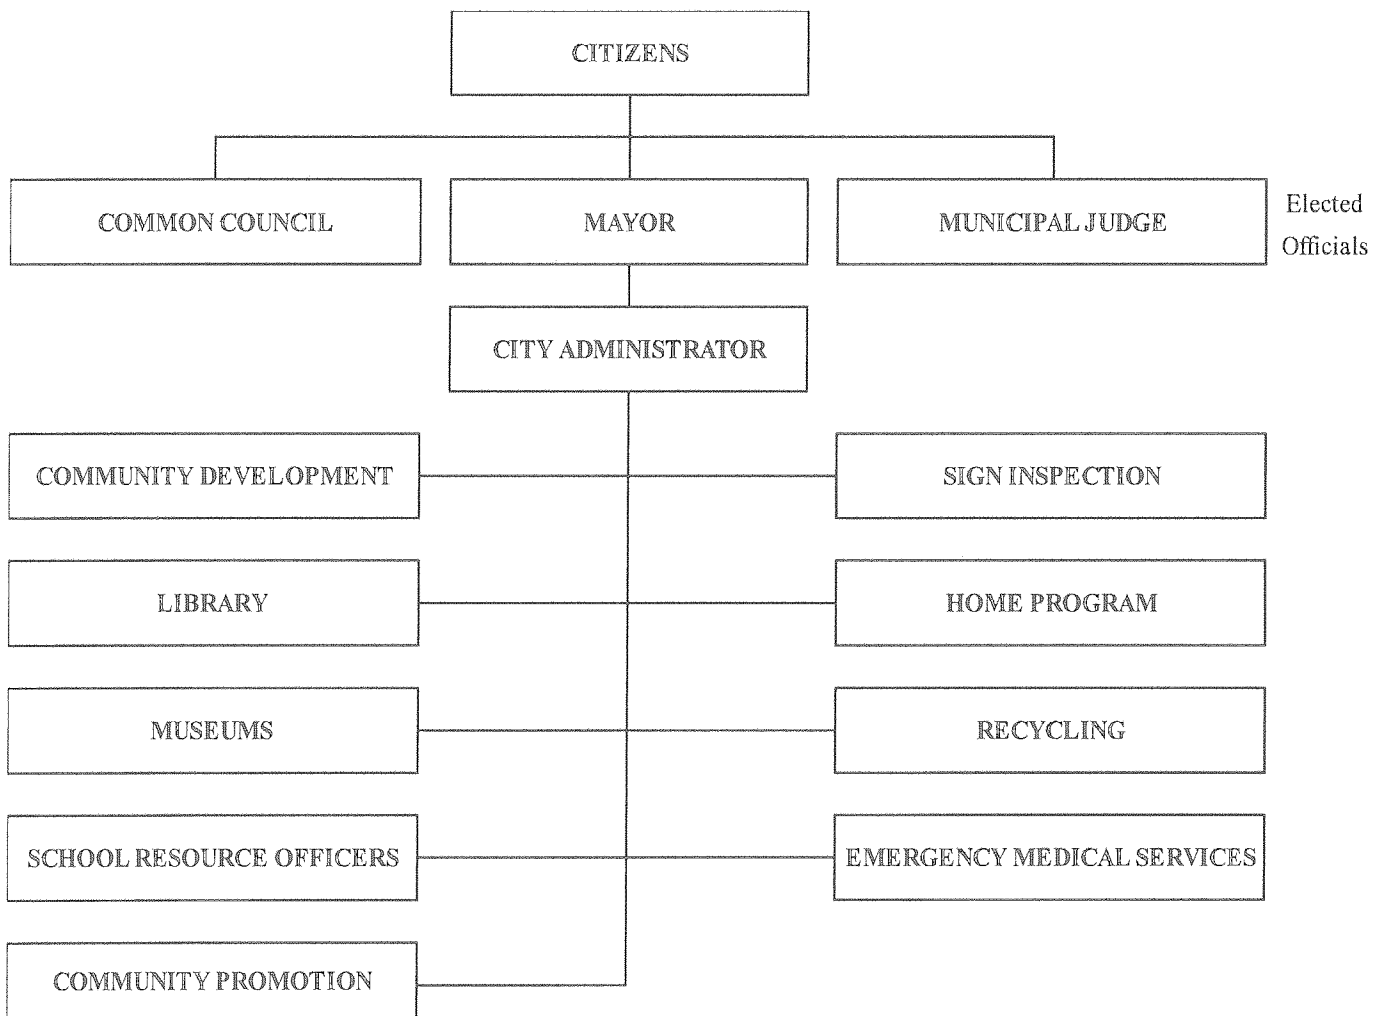 CITIZENS
COMMON COUNCIL
MAYOR
MUNICIPAL JUDGE
Elected
Officials
CITY ADMINISTRATOR
COMMUNITY DEVELOPMENT
SIGN INSPECTION
LIBRARY
HOME PROGRAM
MUSEUMS
RECYCLING
SCHOOL RESOURCE OFFICERS
EMERGENCY MEDICAL SERVICES
COMMUNITY PROMOTION